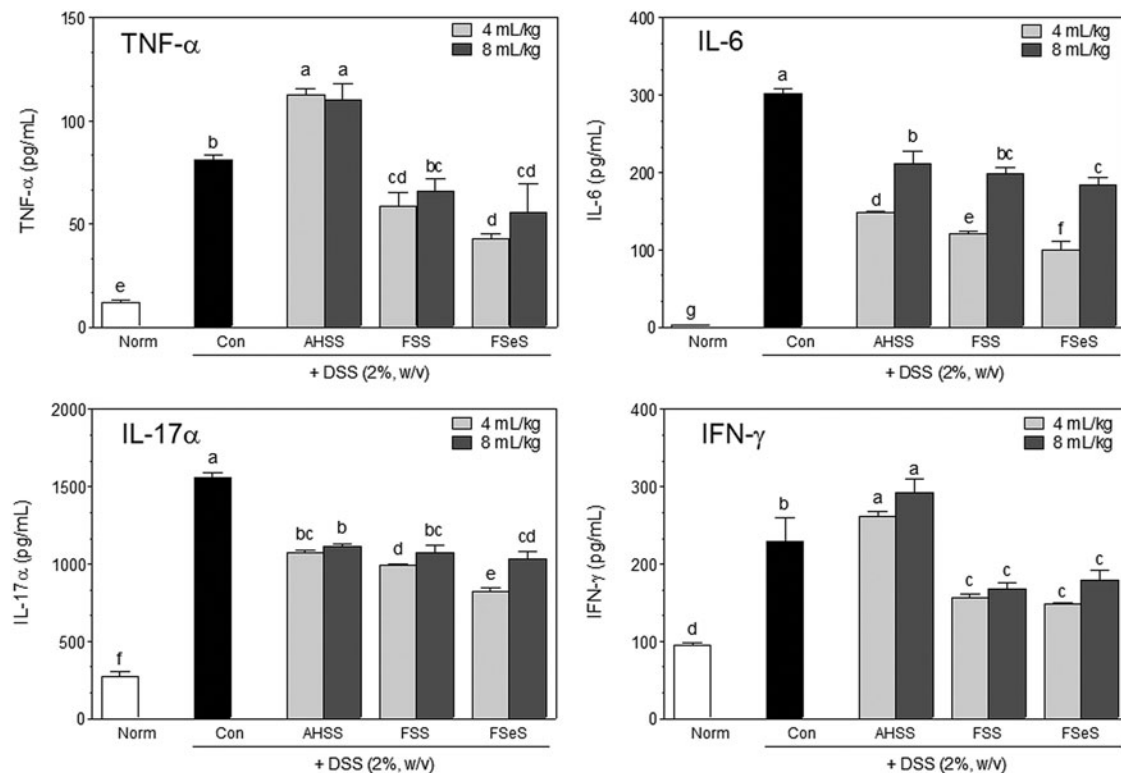 TNF-α
4 mL/kg
8 mL/kg
TNF-α (pg/mL)
150
100
50
0
e
b
a
a
cd
bc
d
cd
Norm
Con
AHSS
FSS
FSeS
+ DSS (2%, w/v)
IL-6
4 mL/kg
8 mL/kg
IL-6 (pg/mL)
400
300
200
100
0
g
a
d
b
e
bc
f
c
Norm
Con
AHSS
FSS
FSeS
+ DSS (2%, w/v)
IL-17α
4 mL/kg
8 mL/kg
IL-17α (pg/mL)
2000
1500
1000
500
0
f
a
bc
b
d
bc
e
cd
Norm
Con
AHSS
FSS
FSeS
+ DSS (2%, w/v)
IFN-γ
4 mL/kg
8 mL/kg
IFN-γ (pg/mL)
400
300
200
100
0
d
b
a
a
c
c
c
c
Norm
Con
AHSS
FSS
FSeS
+ DSS (2%, w/v)